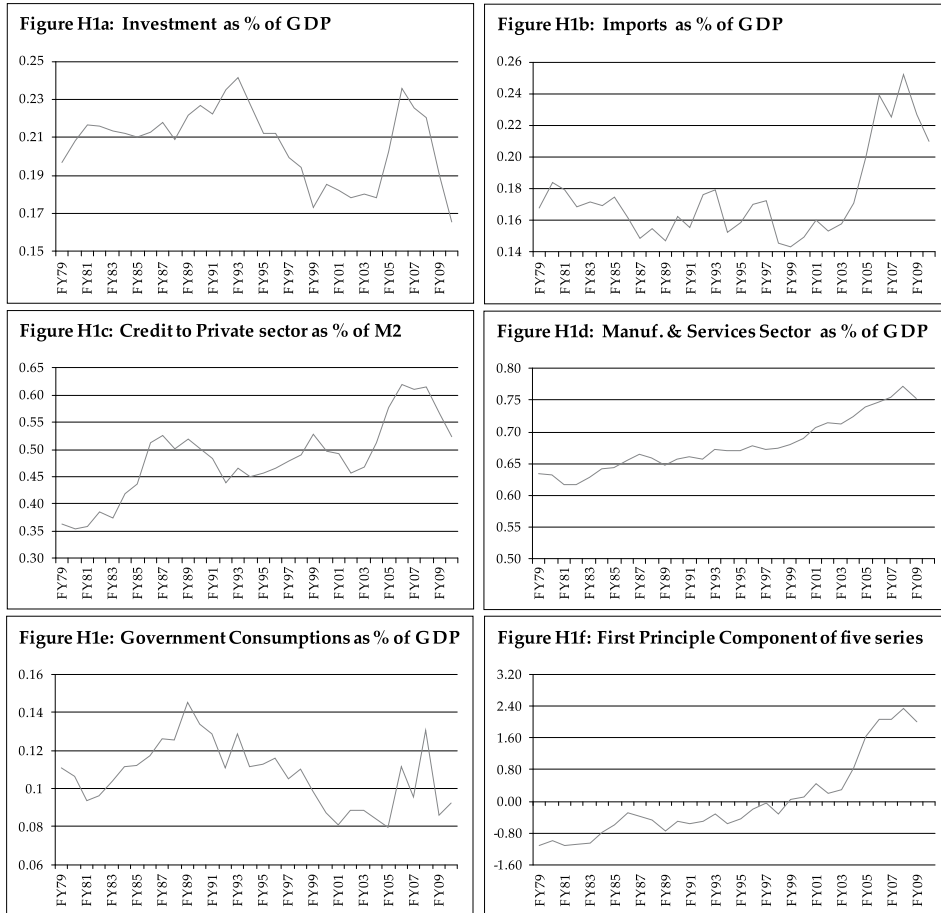 Figure H1a: Investment as % of GDP
0.25
0.23
0.21
0.19
0.17
0.15
FY79
FY81
FY83
FY85
FY87
FY89
FY91
FY93
FY95
FY97
FY99
FY01
FY03
FY05
FY07
FY09
Figure H1b: Imports as % of GDP
0.26
0.24
0.22
0.20
0.18
0.16
0.14
FY79
FY81
FY83
FY85
FY87
FY89
FY91
FY93
FY95
FY97
FY99
FY01
FY03
FY05
FY07
FY09
Figure H1c: Credit to Private sector as % of M2
0.65
0.60
0.55
0.50
0.45
0.40
0.35
0.30
FY79
FY81
FY83
FY85
FY87
FY89
FY91
FY93
FY95
FY97
FY99
FY01
FY03
FY05
FY07
FY09
Figure H1d: Manuf. & Services Sector as % of GDP
0.80
0.75
0.70
0.65
0.60
0.55
0.50
FY79
FY81
FY83
FY85
FY87
FY89
FY91
FY93
FY95
FY97
FY99
FY01
FY03
FY05
FY07
FY09
Figure H1e: Government Consumptions as % of GDP
0.16
0.14
0.12
0.1
0.08
0.06
FY79
FY81
FY83
FY85
FY87
FY89
FY91
FY93
FY95
FY97
FY99
FY01
FY03
FY05
FY07
FY09
Figure H1f: First Principle Component of five series
3.20
2.40
1.60
0.80
0.00
-0.80
-1.60
FY79
FY81
FY83
FY85
FY87
FY89
FY91
FY93
FY95
FY97
FY99
FY01
FY03
FY05
FY07
FY09